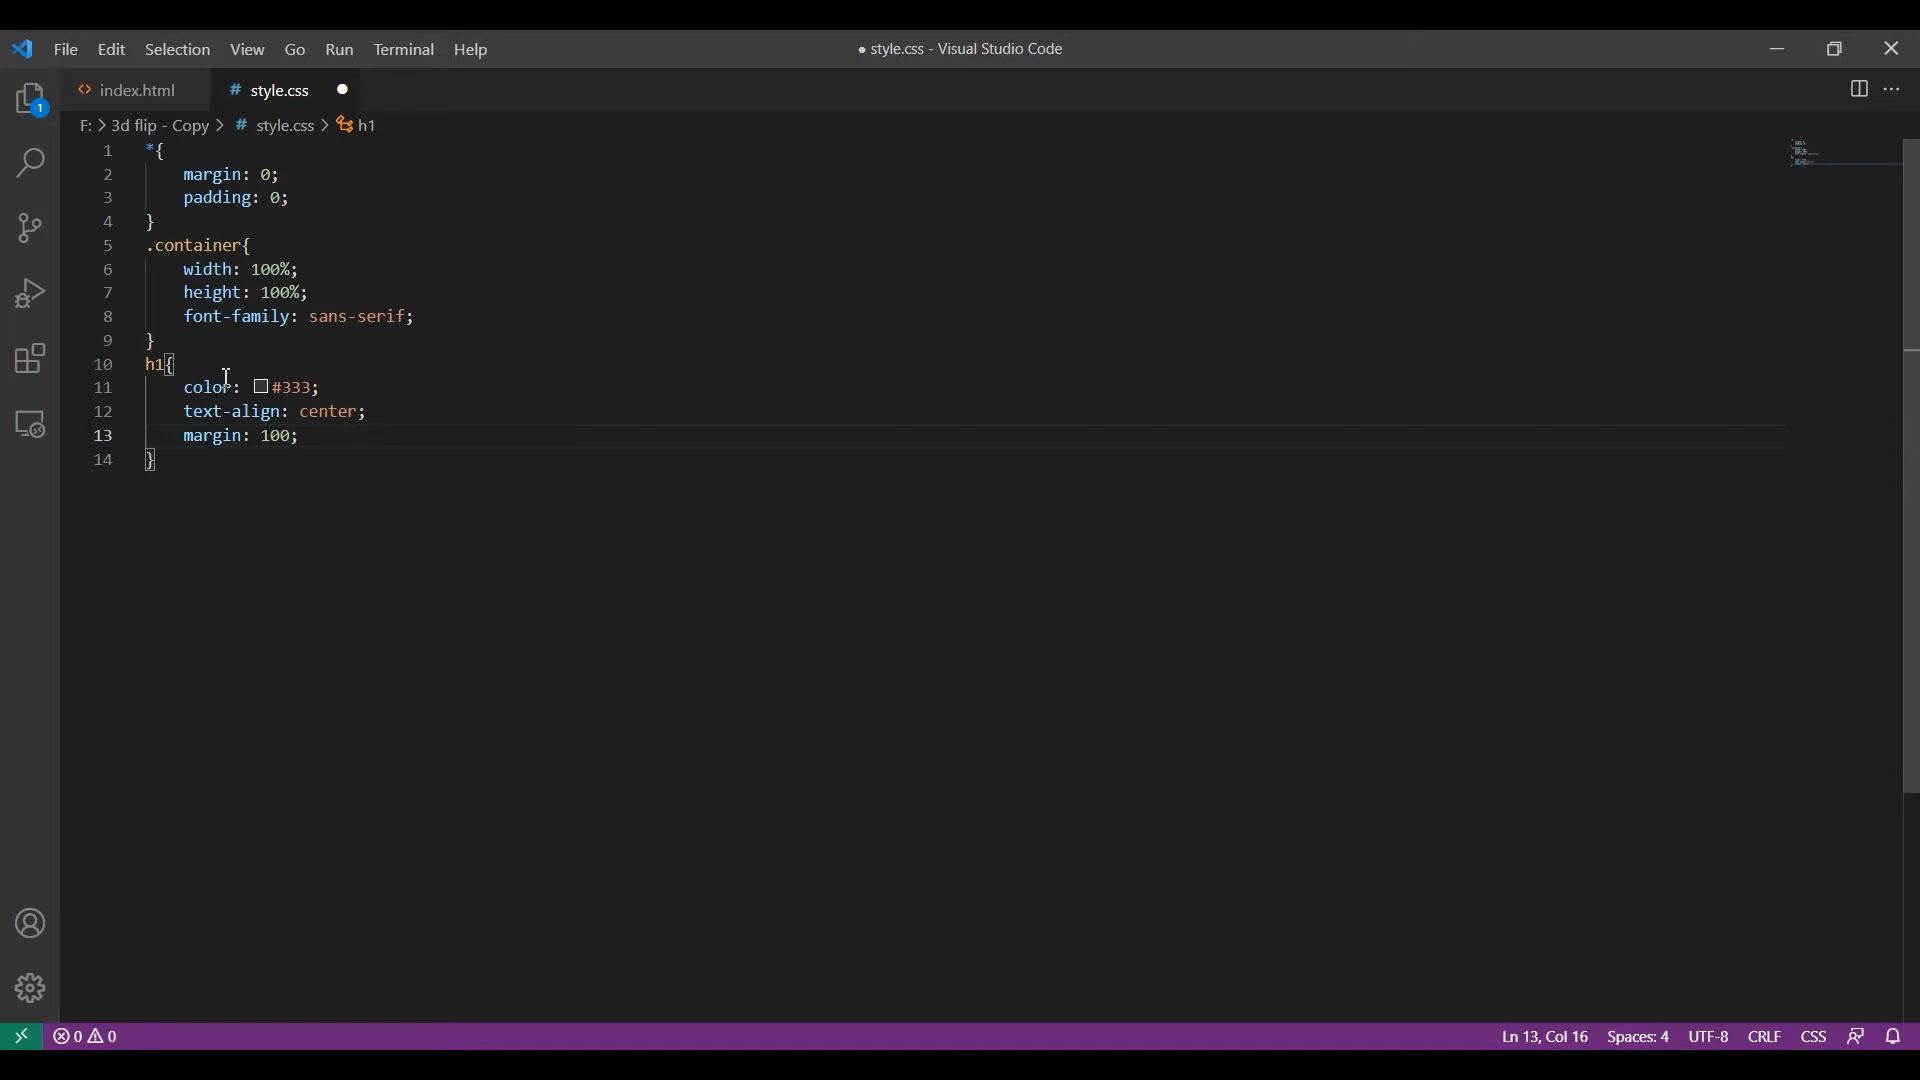 File Edit Selection View Go Run Terminal Help
● style.css - Visual Studio Code
1
<> index.html
# style.css ●
F: > 3d flip - Copy > # style.css > h1
1 *{
2 margin: 0;
3 padding: 0;
4 }
5 .container{
6 width: 100%;
7 height: 100%;
8 font-family: sans-serif;
9 }
10 h1{
11 color: #333;
12 text-align: center;
13 margin: 100;
14 }
0 0
Ln 13, Col 16 Spaces: 4 UTF-8 CRLF CSS